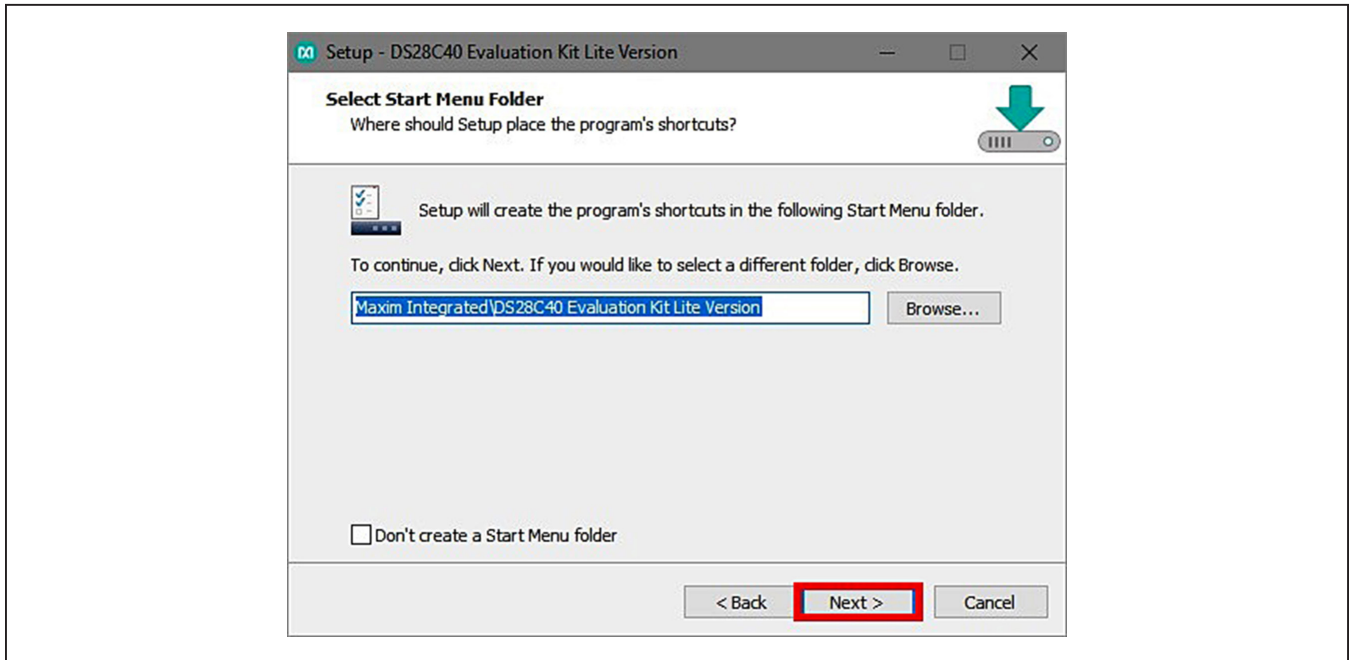 Setup - DS28C40 Evaluation Kit Lite Version
Select Start Menu Folder
Where should Setup place the program's shortcuts?
Setup will create the program's shortcuts in the following Start Menu folder.
To continue, click Next. If you would like to select a different folder, click Browse.
Maxim Integrated\DS28C40 Evaluation Kit Lite Version
Browse...
Don't create a Start Menu folder
< Back
Next >
Cancel